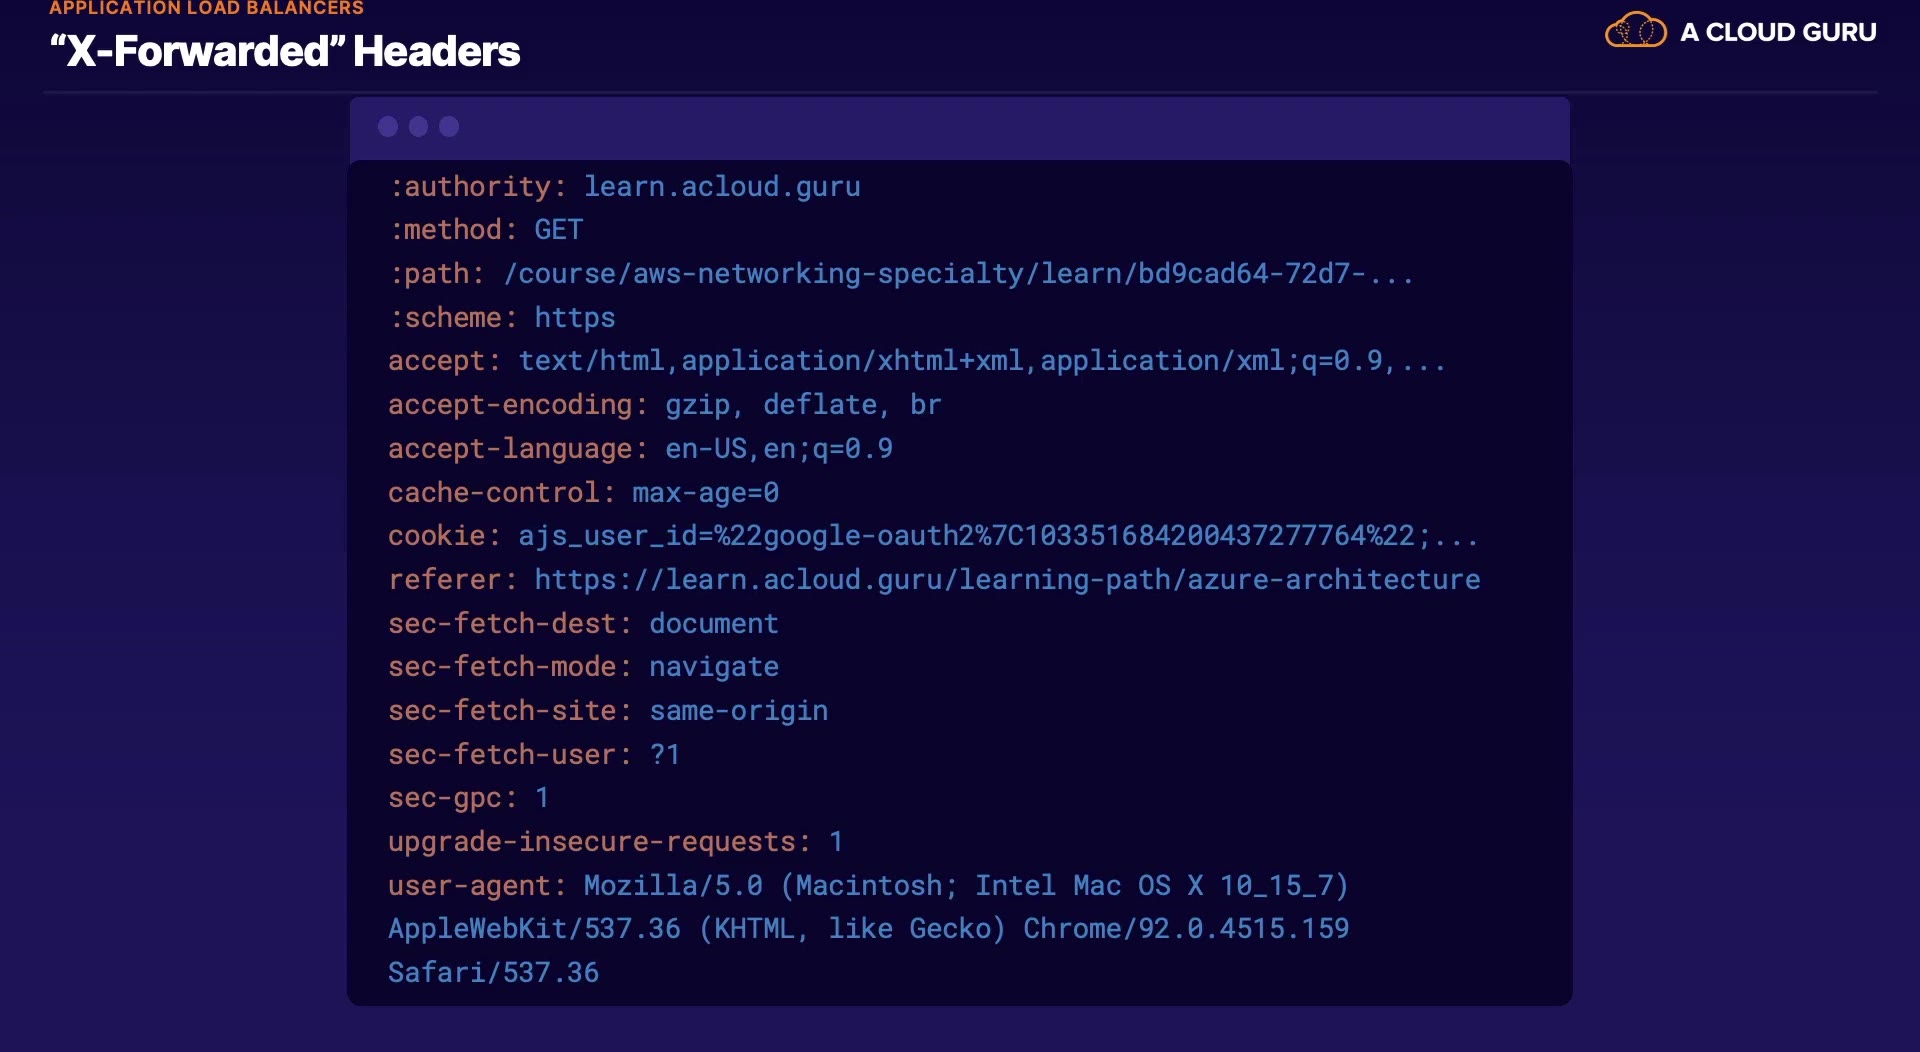 APPLICATION LOAD BALANCERS
“X-Forwarded” Headers
A CLOUD GURU
:authority: learn.acloud.guru
:method: GET
:path: /course/aws-networking-specialty/learn/bd9cad64-72d7-...
:scheme: https
accept: text/html,application/xhtml+xml,application/xml;q=0.9,...
accept-encoding: gzip, deflate, br
accept-language: en-US,en;q=0.9
cache-control: max-age=0
cookie: ajs_user_id=%22google-oauth2%7C103351684200437277764%22;...
referer: https://learn.acloud.guru/learning-path/azure-architecture
sec-fetch-dest: document
sec-fetch-mode: navigate
sec-fetch-site: same-origin
sec-fetch-user: ?1
sec-gpc: 1
upgrade-insecure-requests: 1
user-agent: Mozilla/5.0 (Macintosh; Intel Mac OS X 10_15_7)
AppleWebKit/537.36 (KHTML, like Gecko) Chrome/92.0.4515.159
Safari/537.36